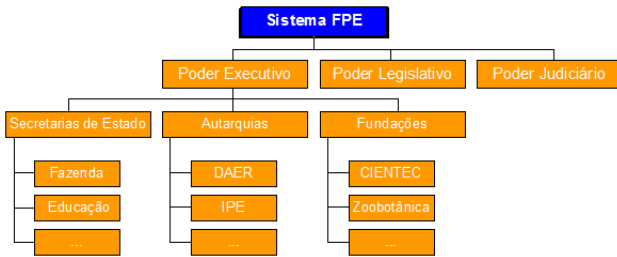 Sistema FPE
Poder Executivo
Poder Legislativo
Poder Judiciário
Secretarias de Estado
Autarquias
Fundações
Fazenda
DAER
CIENTEC
Educação
IPE
Zoobotânica
...
...
...